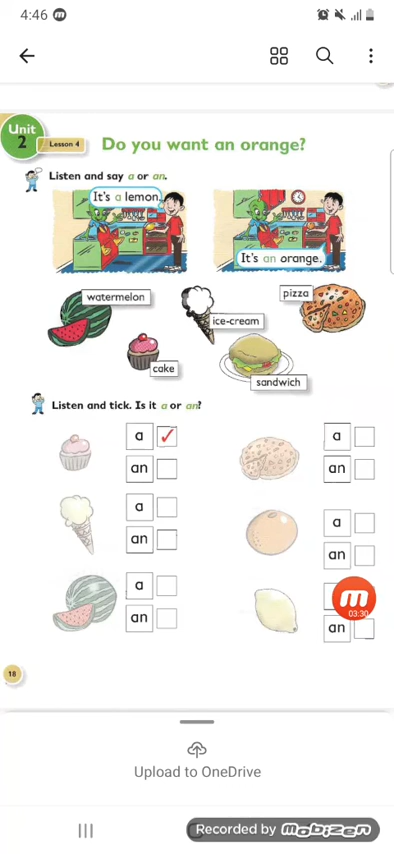 4:46
Unit
2
Lesson 4
Do you want an orange?
Listen and say a or an.
It's a lemon.
It's an orange.
watermelon
ice-cream
pizza
cake
sandwich
Listen and tick. Is it a or an?
a
an
a
an
a
an
a
an
a
an
an
03:30
18
Upload to OneDrive
Recorded by mobizen